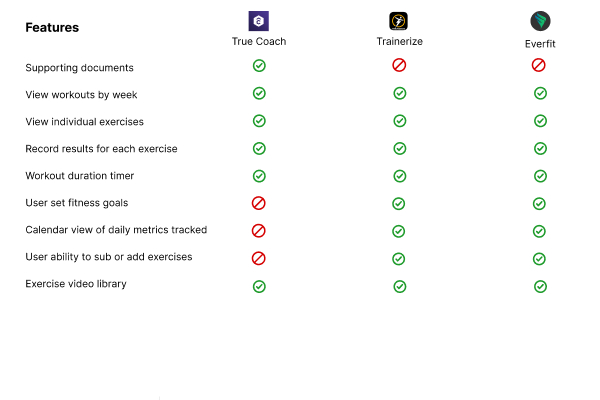 Features
True Coach
Trainerize
Everfit
Supporting documents
View workouts by week
View individual exercises
Record results for each exercise
Workout duration timer
User set fitness goals
Calendar view of daily metrics tracked
User ability to sub or add exercises
Exercise video library